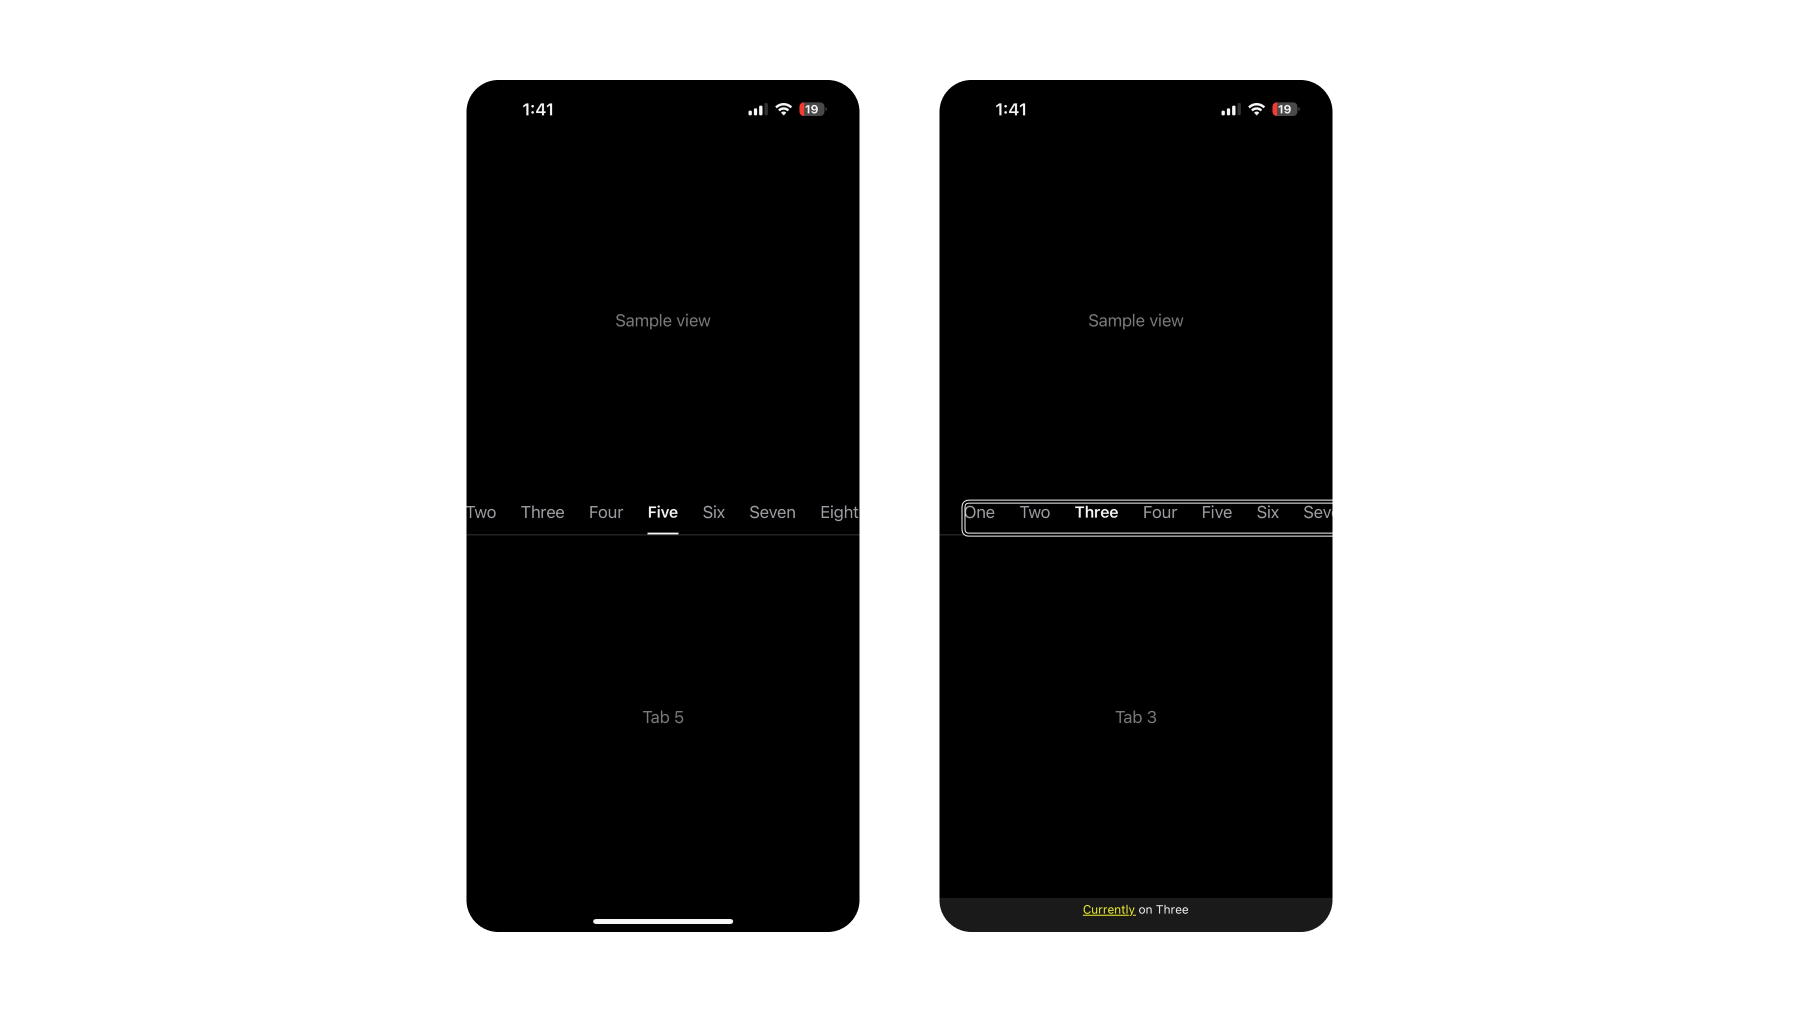 1:41
19
Sample view
Two Three Four Five Six Seven Eight
Tab 5
1:41
19
Sample view
One Two Three Four Five Six Seve
Tab 3
Currently on Three